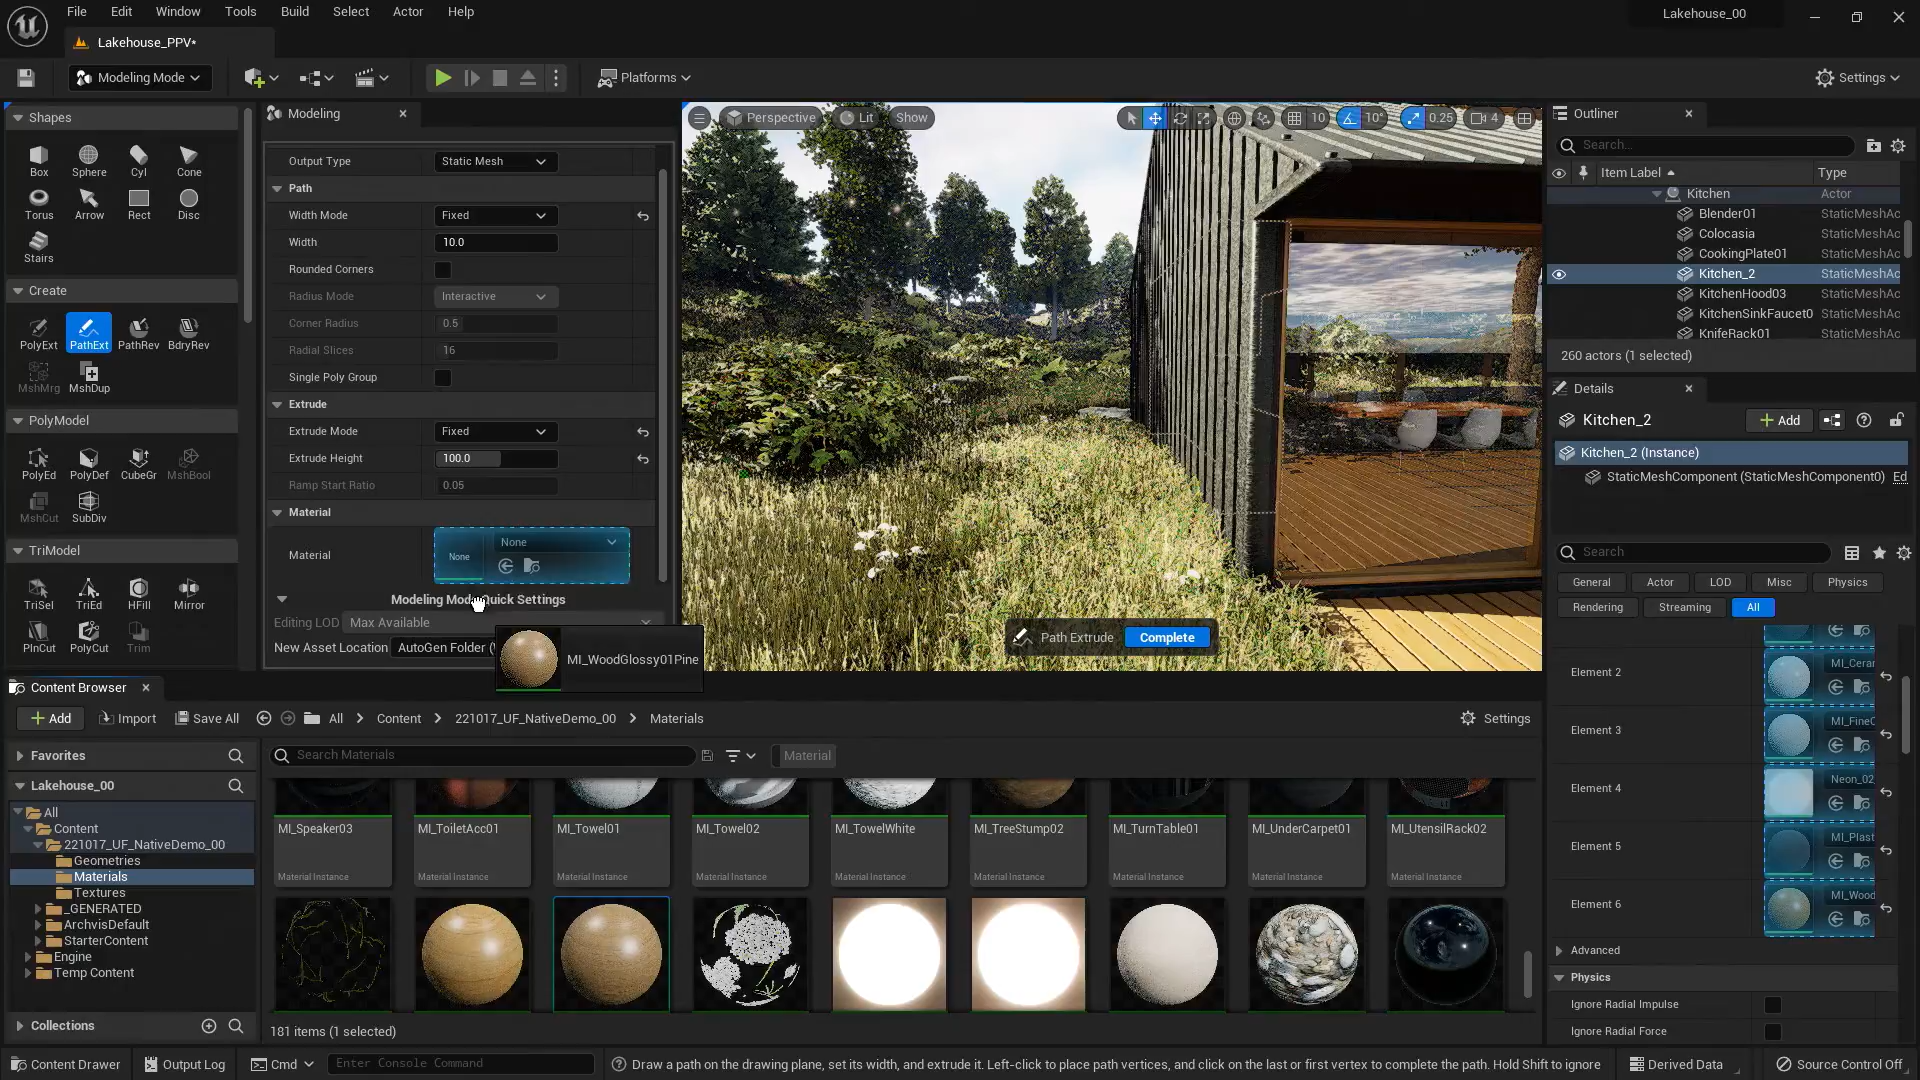 File Edit Window Tools Build Select Actor Help
Lakehouse_00
Lakehouse_PPV*
Modeling Mode
Platforms
Settings
Shapes
Box Sphere Cyl Cone
Torus Arrow Rect Disc
Stairs
Create
PolyExt PathExt PathRev BdryRev
MshMrg MshDup
PolyModel
PolyEd PolyDef CubeGr MshBool
MshCut SubDiv
TriModel
TriSel TriEd HFill Mirror
PlnCut PolyCut Trim
Modeling
Output Type Static Mesh
Path
Width Mode Fixed
Width 10.0
Rounded Corners
Radius Mode Interactive
Corner Radius 0.5
Radial Slices 16
Single Poly Group
Extrude
Extrude Mode Fixed
Extrude Height 100.0
Ramp Start Ratio 0.05
Material
None
Material None
Modeling Mode Quick Settings
Editing LOD Max Available
New Asset Location AutoGen Folder (
MI_WoodGlossy01Pine
Perspective Lit Show
10 10° 0.25 4
Path Extrude Complete
Outliner
Search...
Item Label Type
Kitchen Actor
Blender01 StaticMeshAc
Colocasia StaticMeshAc
CookingPlate01 StaticMeshAc
Kitchen_2 StaticMeshAc
KitchenHood03 StaticMeshAc
KitchenSinkFaucet0 StaticMeshAc
KnifeRack01 StaticMeshAc
260 actors (1 selected)
Details
Kitchen_2 Add
Kitchen_2 (Instance)
StaticMeshComponent (StaticMeshComponent0) Ed
Search
General Actor LOD Misc Physics
Rendering Streaming All
Element 2 MI_Cerar
Element 3 MI_FineC
Element 4 Neon_02
Element 5 MI_Plast
Element 6 MI_Wood
Advanced
Physics
Ignore Radial Impulse
Ignore Radial Force
Content Browser
Add Import Save All All Content 221017_UF_NativeDemo_00 Materials Settings
Favorites
Lakehouse_00
All
Content
221017_UF_NativeDemo_00
Geometries
Materials
Textures
_GENERATED
ArchvisDefault
StarterContent
Engine
Temp Content
Collections
Search Materials Material
MI_Speaker03 MI_ToiletAcc01 MI_Towel01 MI_Towel02 MI_TowelWhite MI_TreeStump02 MI_TurnTable01 MI_UnderCarpet01 MI_UtensilRack02
Material Instance Material Instance Material Instance Material Instance Material Instance Material Instance Material Instance Material Instance Material Instance
181 items (1 selected)
Content Drawer Output Log Cmd Enter Console Command Draw a path on the drawing plane, set its width, and extrude it. Left-click to place path vertices, and click on the last or first vertex to complete the path. Hold Shift to ignore Derived Data Source Control Off